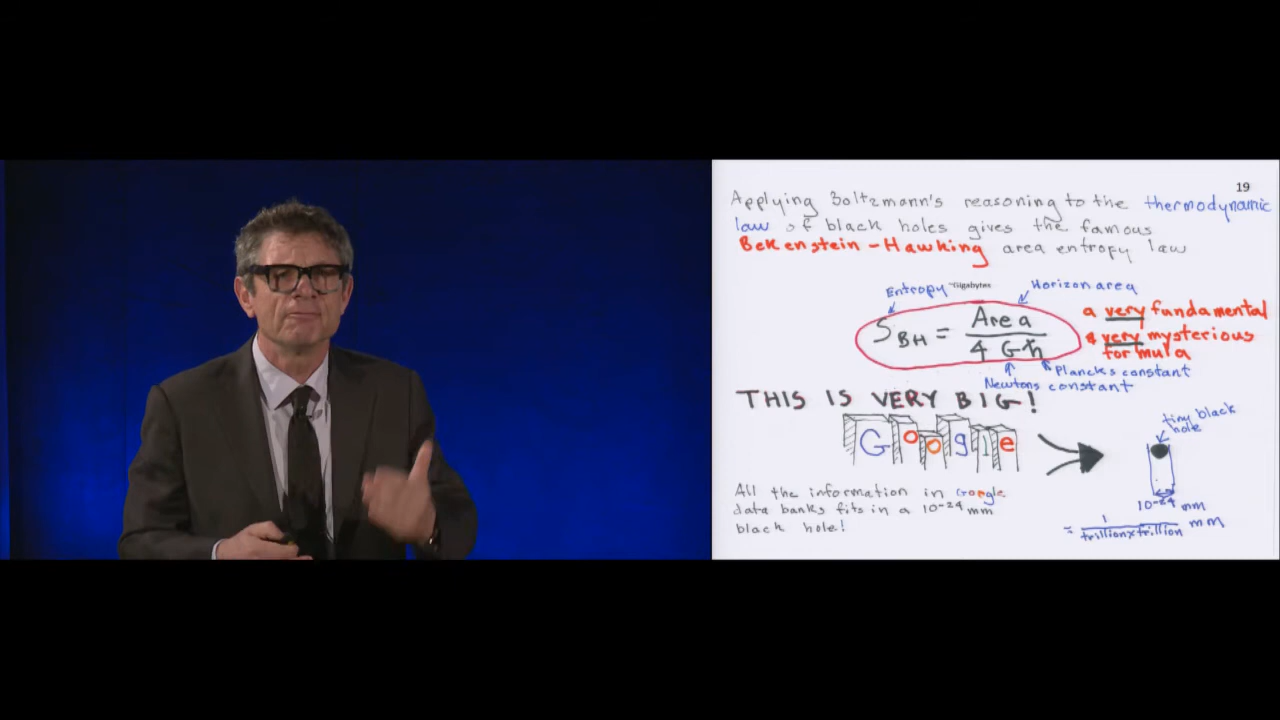 19
Applying Boltzmann's reasoning to the thermodynamic
law of black holes gives the famous
Bekenstein-Hawking area entropy law
Entropy ~Gigabytes Horizon area
S BH = Area / 4 Għ
a very fundamental
& very mysterious
formula
Plancks constant
Newtons constant
THIS IS VERY BIG!
Google
tiny black
hole
10-24 mm
= 1 / trillion×trillion mm
All the information in Google
data banks fits in a 10-24 mm
black hole!